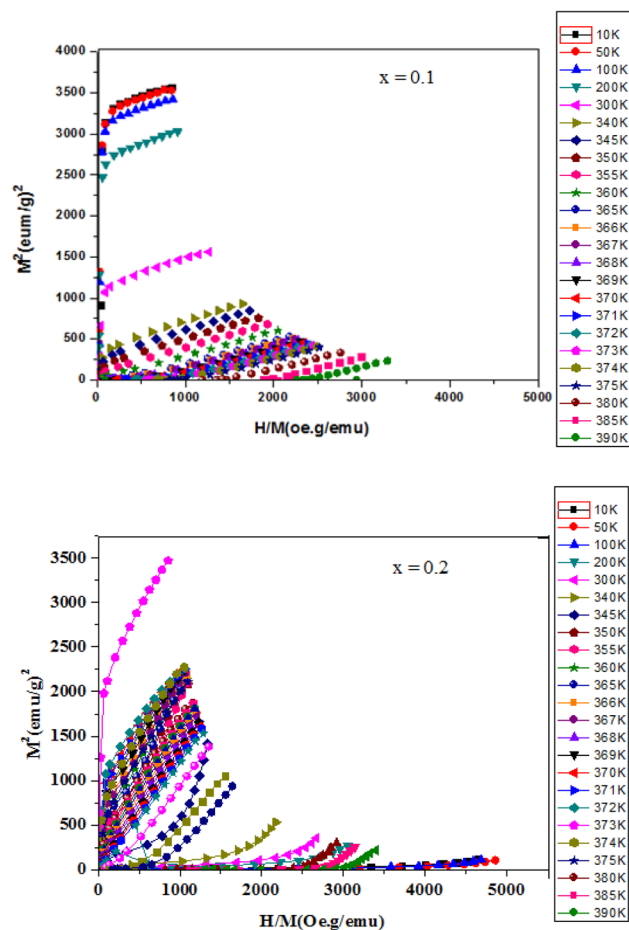 4000
3500
3000
2500
2000
1500
1000
500
0
M²(eum/g)²
x = 0.1
0 1000 2000 3000 4000 5000
H/M(oe.g/emu)
10K
50K
100K
200K
300K
340K
345K
350K
355K
360K
365K
366K
367K
368K
369K
370K
371K
372K
373K
374K
375K
380K
385K
390K
3500
3000
2500
2000
1500
1000
500
0
M²(emu/g)²
x = 0.2
0 1000 2000 3000 4000 5000
H/M(Oe.g/emu)
10K
50K
100K
200K
300K
340K
345K
350K
355K
360K
365K
366K
367K
368K
369K
370K
371K
372K
373K
374K
375K
380K
385K
390K